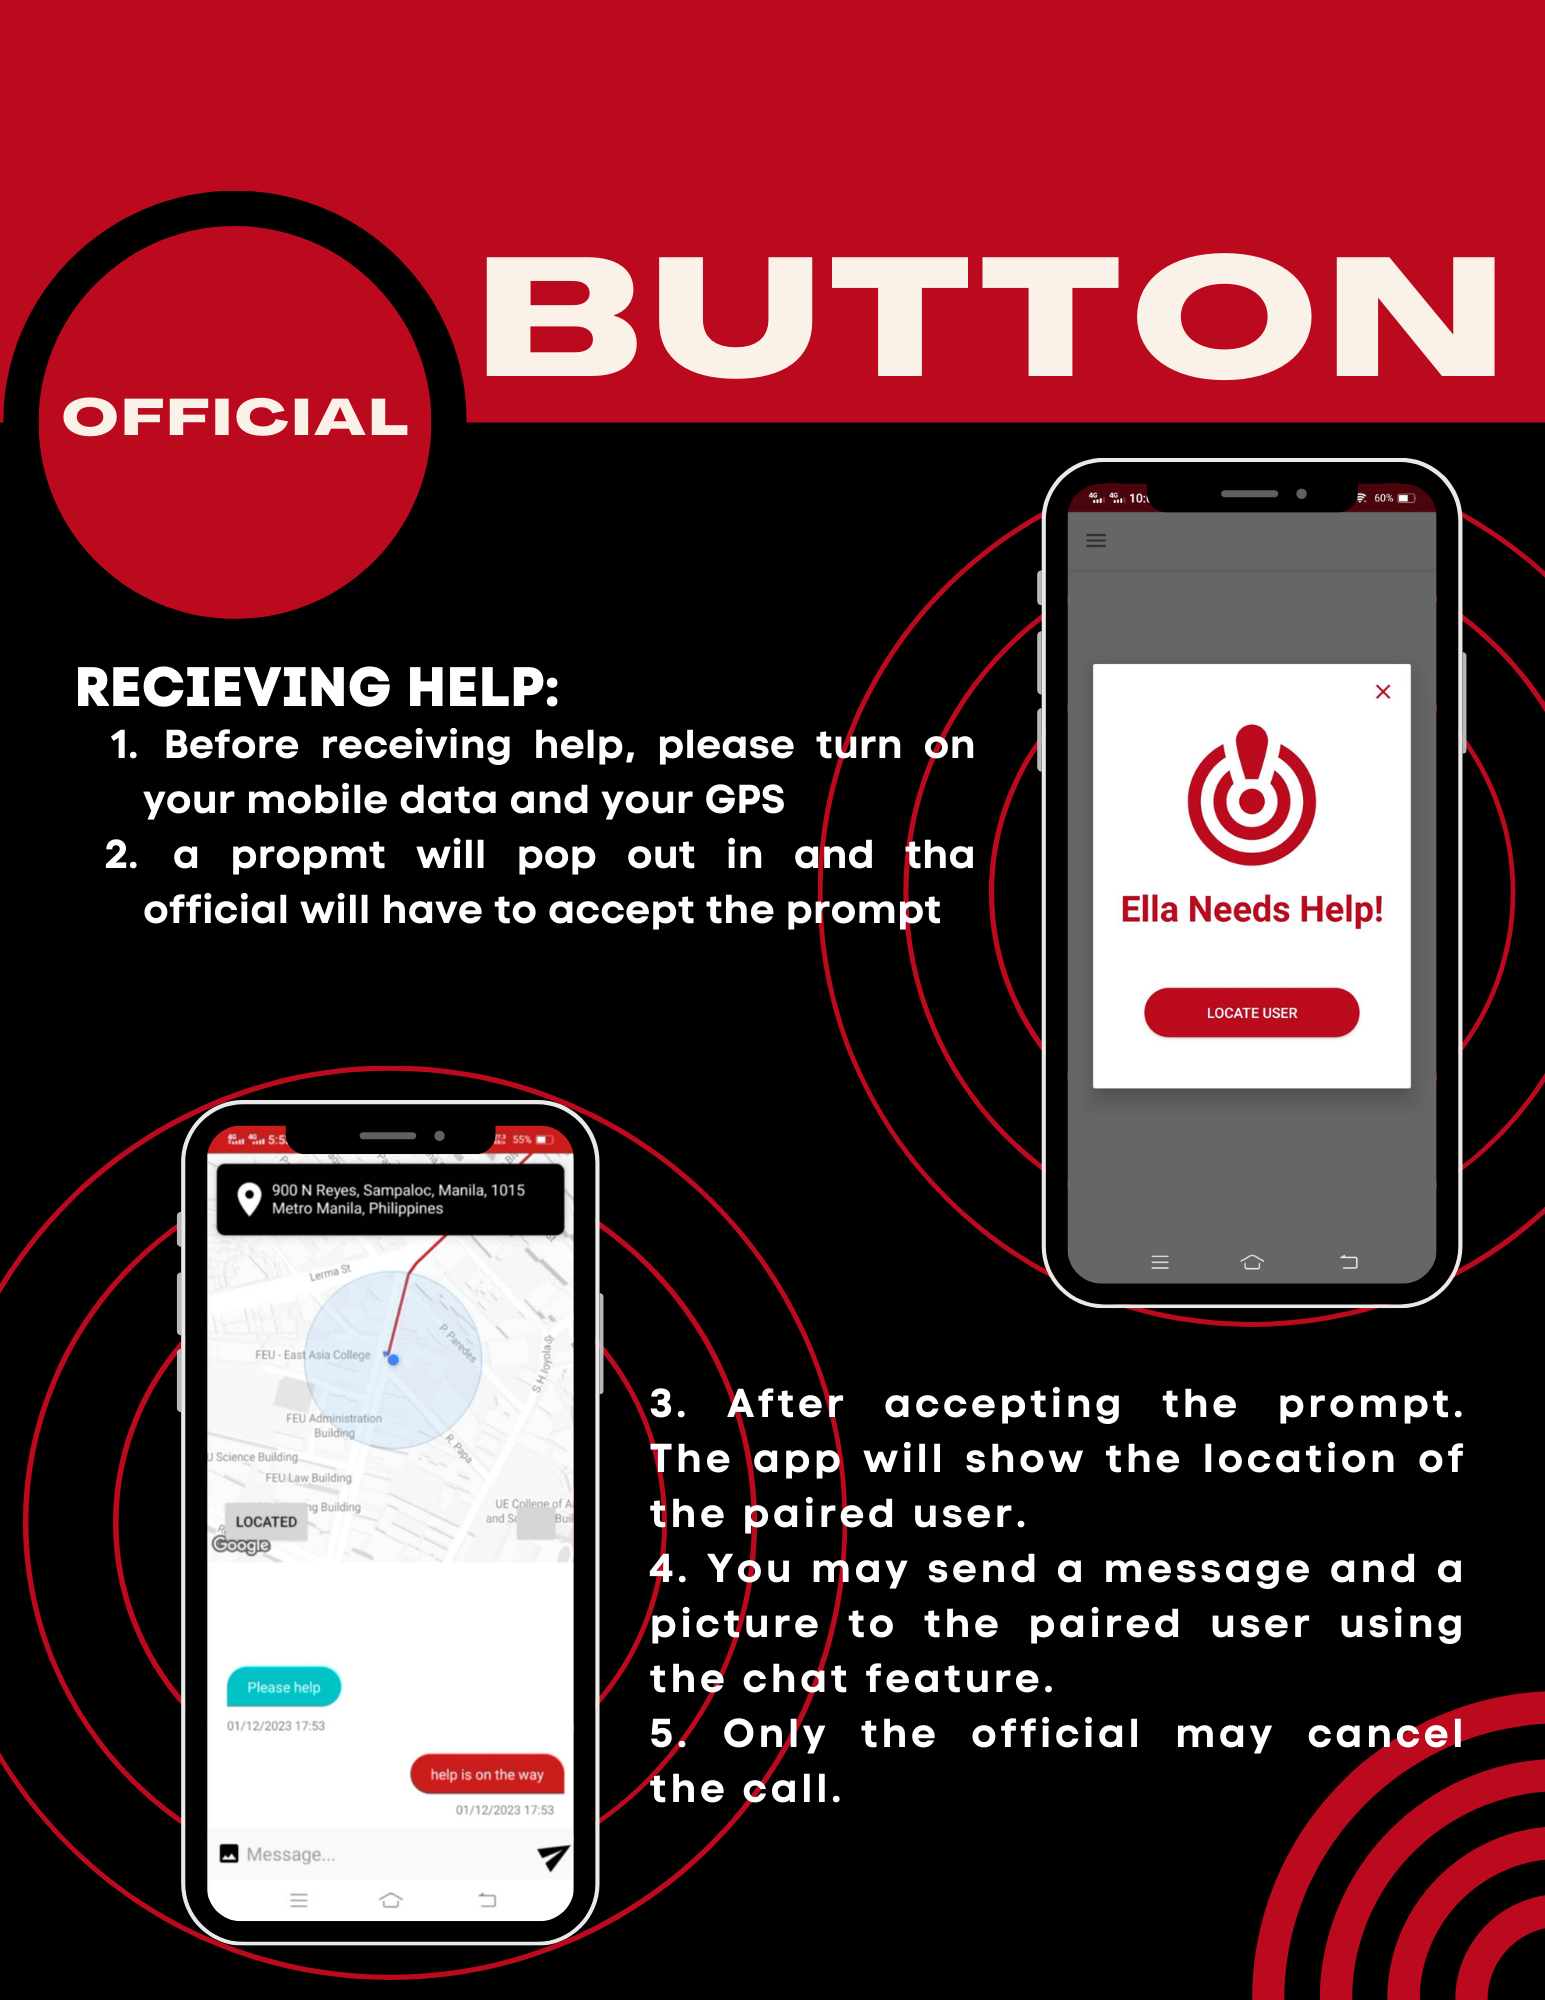 BUTTON
OFFICIAL
RECIEVING HELP:
1. Before receiving help, please turn on
your mobile data and your GPS
2. a propmt will pop out in and tha
official will have to accept the prompt
4G 4G 10:
60%
Ella Needs Help!
LOCATE USER
4G 4G 5:5
55%
900 N Reyes, Sampaloc, Manila, 1015
Metro Manila, Philippines
Lerma St
P. Paredes
FEU - East Asia College
S.H. loyola St
FEU Administration
Building
R. Papa
U Science Building
FEU Law Building
ng Building
UE College of A
and Sc Buil
LOCATED
Google
Please help
01/12/2023 17:53
help is on the way
01/12/2023 17:53
Message...
3. After accepting the prompt.
The app will show the location of
the paired user.
4. You may send a message and a
picture to the paired user using
the chat feature.
5. Only the official may cancel
the call.